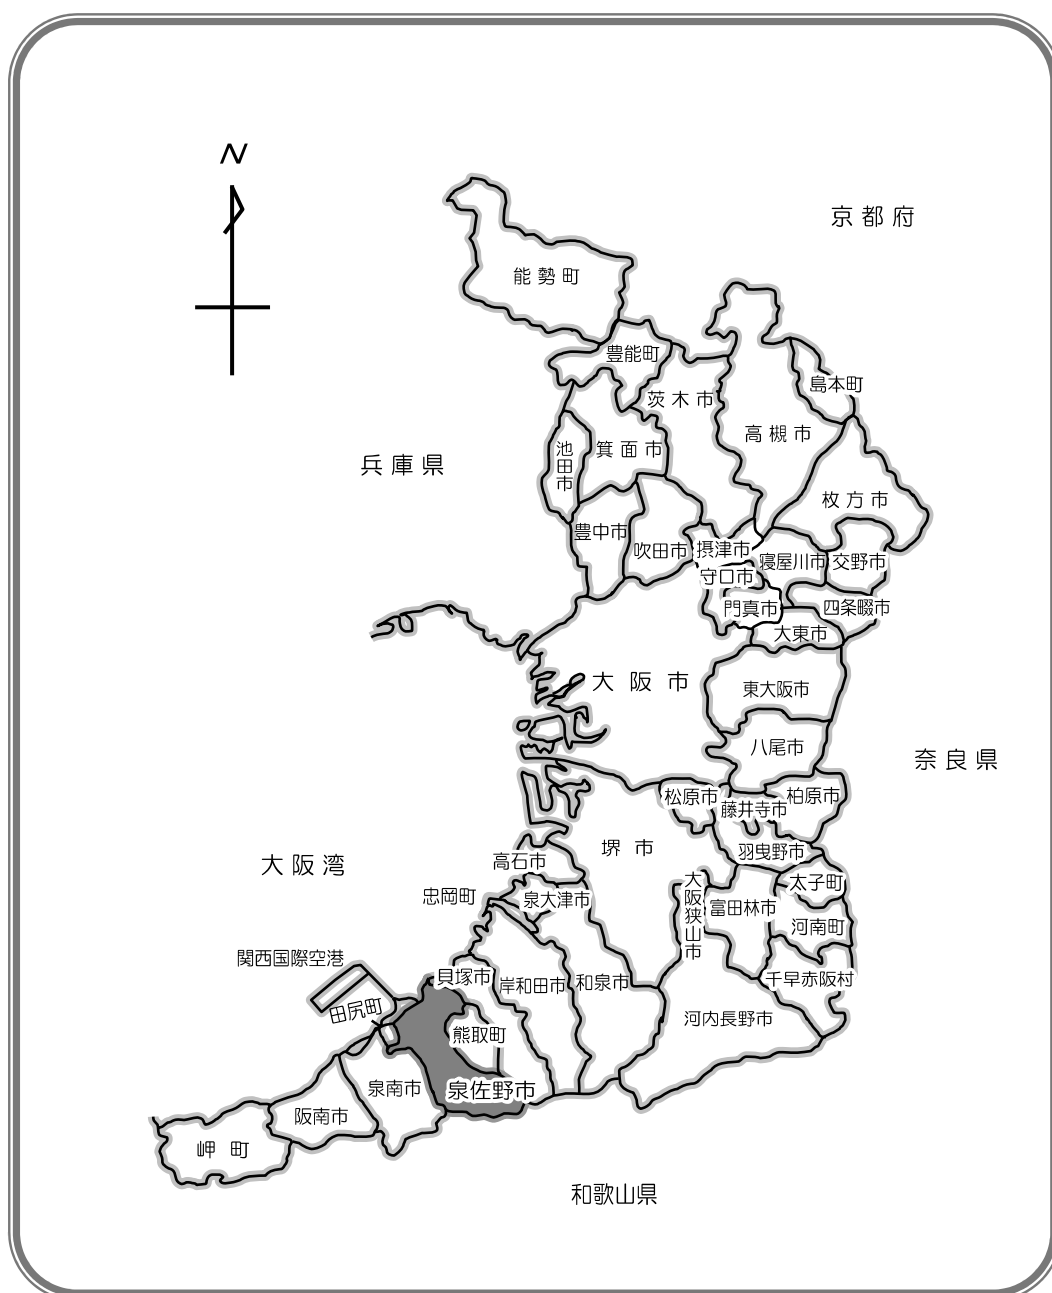 N
京都府
能勢町
豊能町
島本町
茨木市
高槻市
箕面市
池田市
兵庫県
枚方市
豊中市
吹田市
摂津市
寝屋川市
交野市
守口市
門真市
四条畷市
大東市
大阪市
東大阪市
八尾市
奈良県
松原市
藤井寺市
柏原市
堺市
羽曳野市
高石市
大阪湾
太子町
忠岡町
泉大津市
大阪狭山市
富田林市
河南町
関西国際空港
貝塚市
岸和田市
和泉市
千早赤阪村
田尻町
熊取町
河内長野市
泉佐野市
泉南市
阪南市
岬町
和歌山県